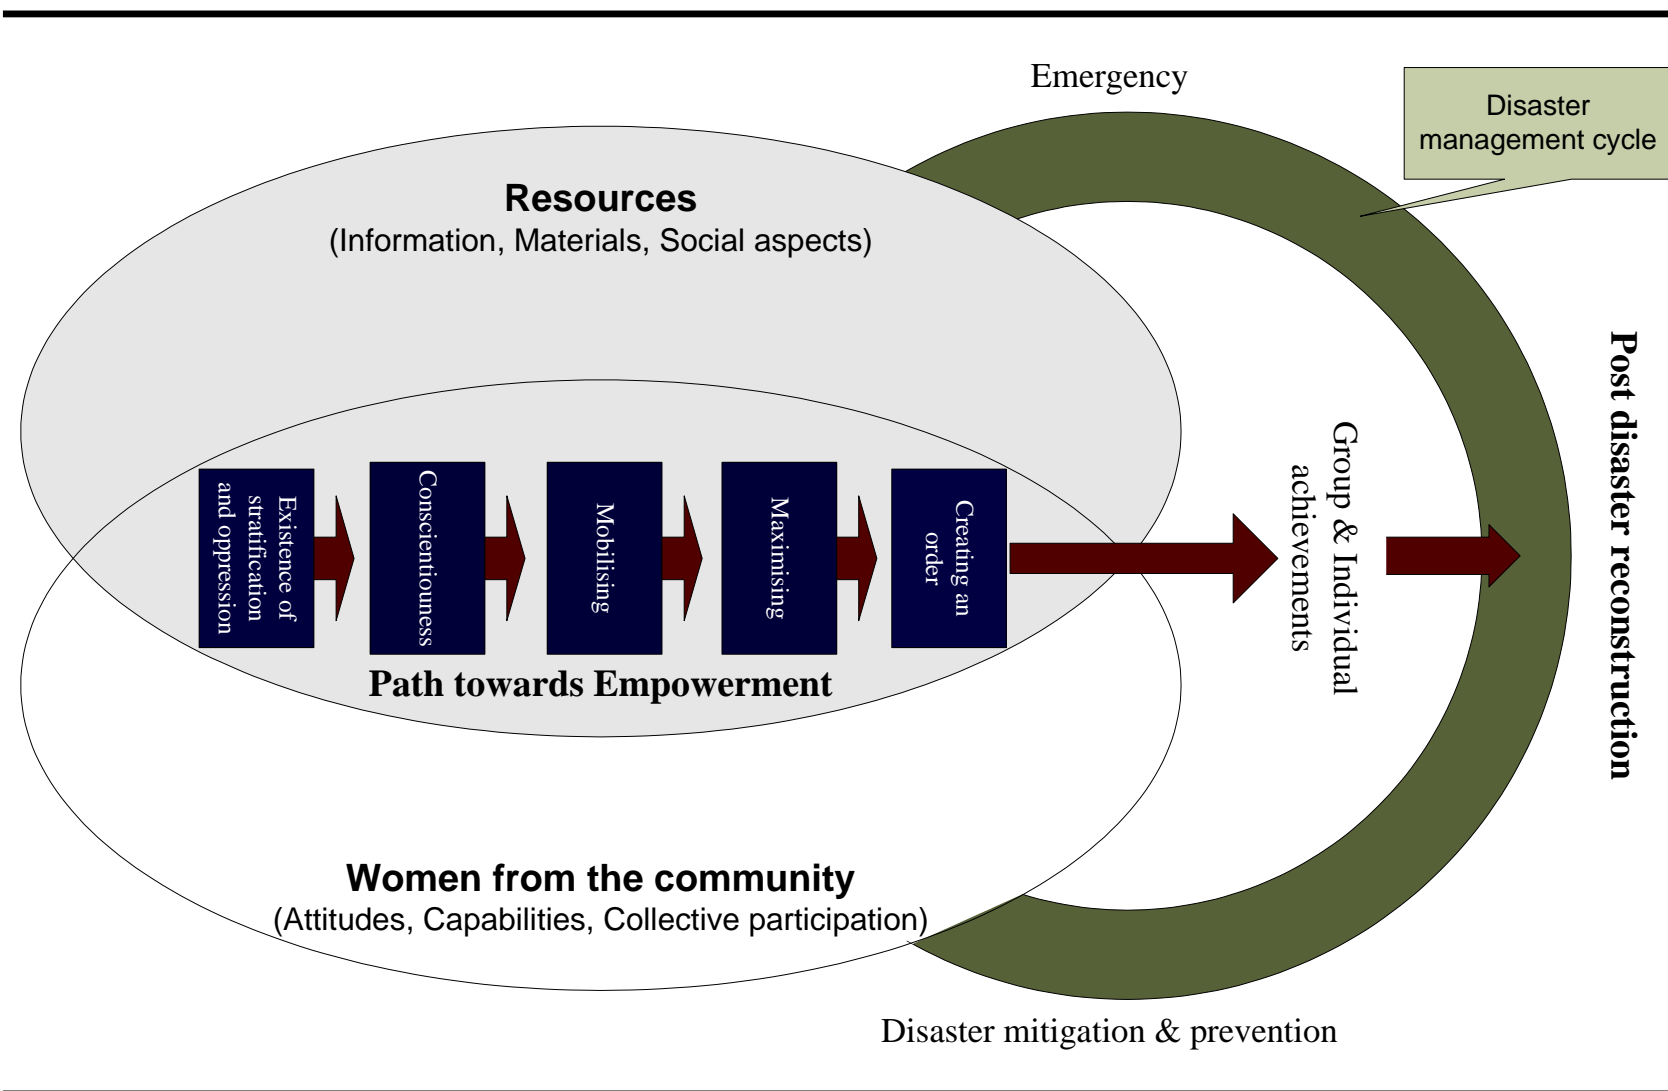 Emergency
Disaster
management cycle
Resources
(Information, Materials, Social aspects)
Existence of
stratification
and oppression
Conscientiouness
Mobilising
Maximising
Creating an
order
Group & Individual
achievements
Post disaster reconstruction
Path towards Empowerment
Women from the community
(Attitudes, Capabilities, Collective participation)
Disaster mitigation & prevention